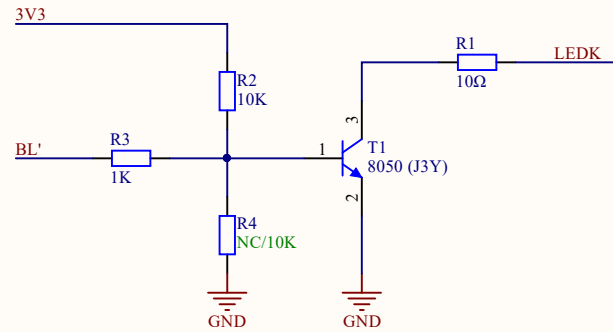 3V3
R1
LEDK
10Ω
R2
10K
R3
BL'
1K
1
3
T1
8050 (J3Y)
2
R4
NC/10K
GND
GND